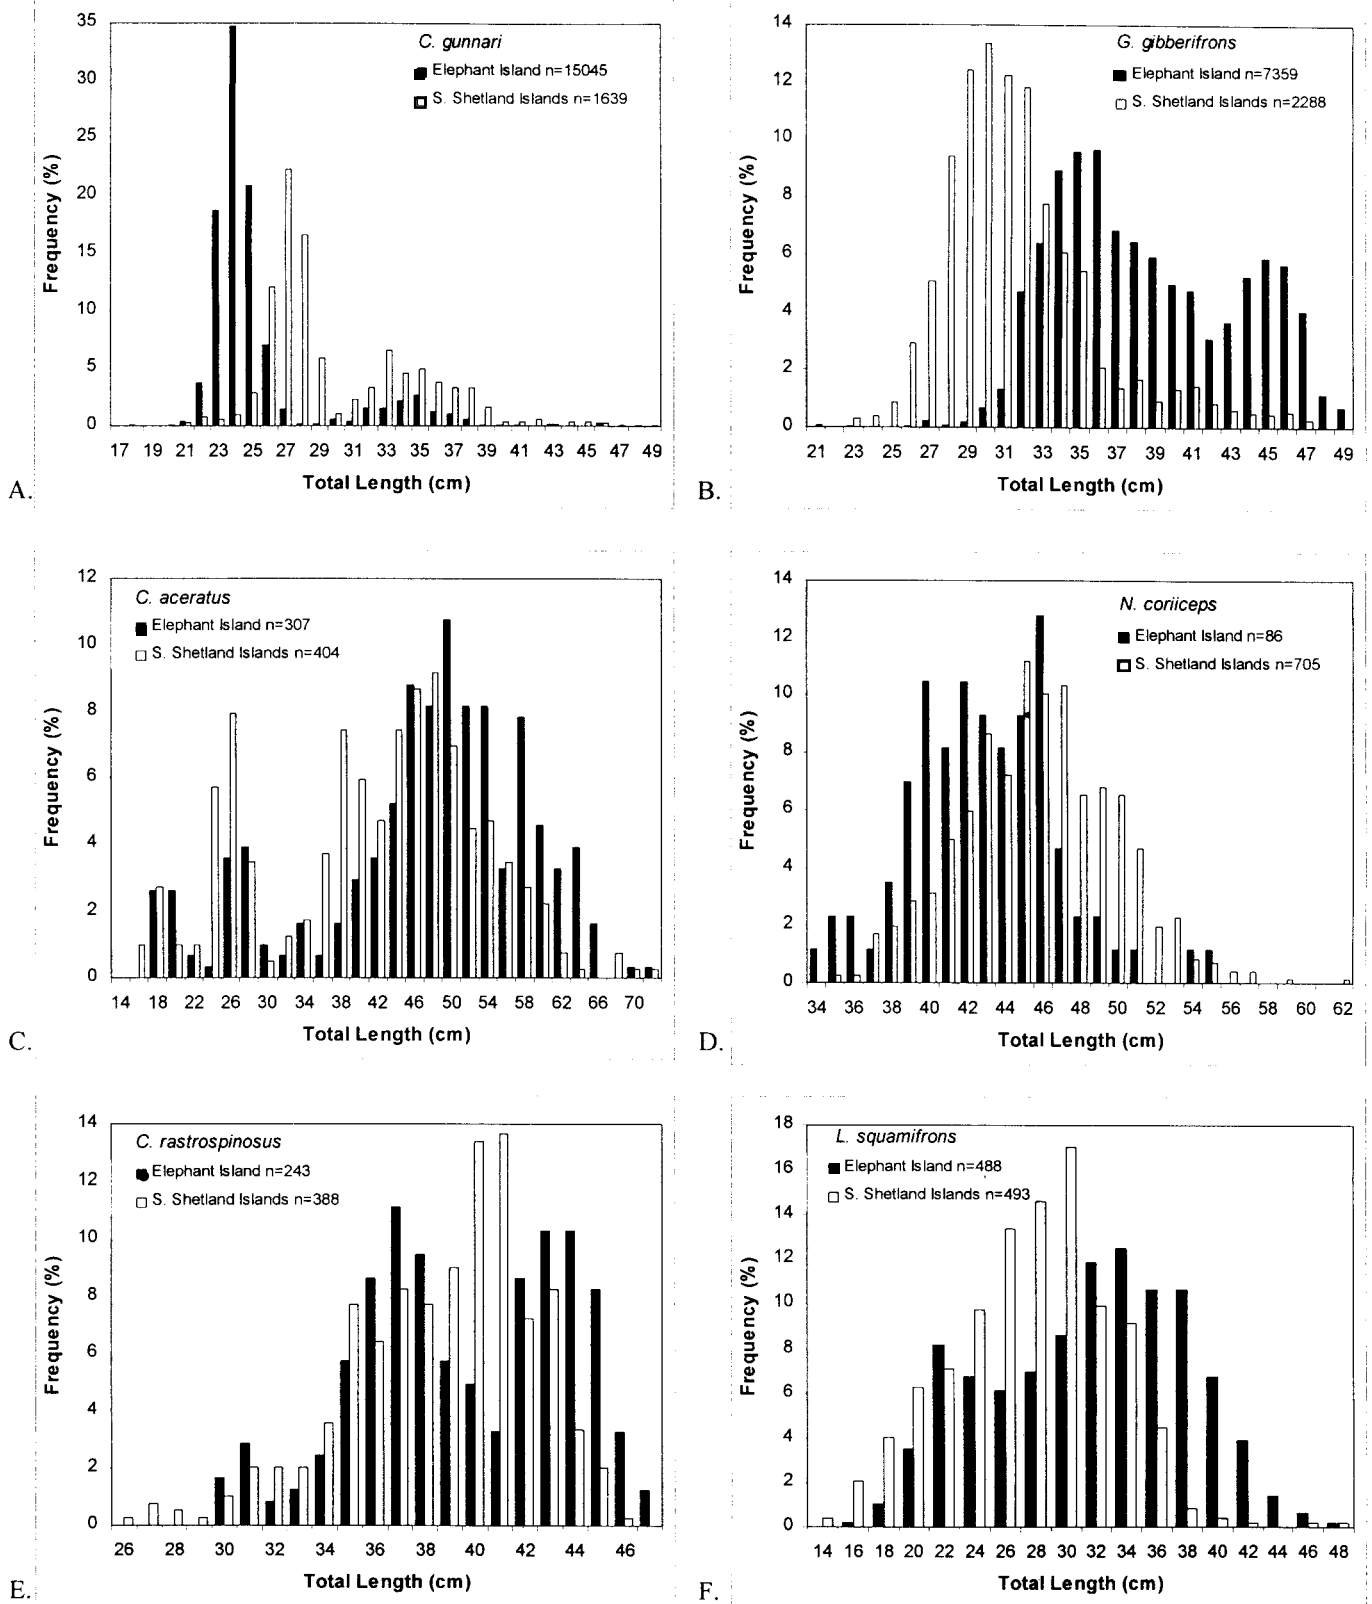 C. gunnari
Elephant Island n=15045
S. Shetland Islands n=1639
35
30
25
20
15
10
5
0
Frequency (%)
17 19 21 23 25 27 29 31 33 35 37 39 41 43 45 47 49
Total Length (cm)
A.
G. gibberifrons
Elephant Island n=7359
S. Shetland Islands n=2288
14
12
10
8
6
4
2
0
Frequency (%)
21 23 25 27 29 31 33 35 37 39 41 43 45 47 49
Total Length (cm)
B.
C. aceratus
Elephant Island n=307
S. Shetland Islands n=404
12
10
8
6
4
2
0
Frequency (%)
14 18 22 26 30 34 38 42 46 50 54 58 62 66 70
Total Length (cm)
C.
N. coriiceps
Elephant Island n=86
S. Shetland Islands n=705
14
12
10
8
6
4
2
0
Frequency (%)
34 36 38 40 42 44 46 48 50 52 54 56 58 60 62
Total Length (cm)
D.
C. rastrospinosus
Elephant Island n=243
S. Shetland Islands n=388
14
12
10
8
6
4
2
0
Frequency (%)
26 28 30 32 34 36 38 40 42 44 46
Total Length (cm)
E.
L. squamifrons
Elephant Island n=488
S. Shetland Islands n=493
18
16
14
12
10
8
6
4
2
0
Frequency (%)
14 16 18 20 22 24 26 28 30 32 34 36 38 40 42 44 46 48
Total Length (cm)
F.